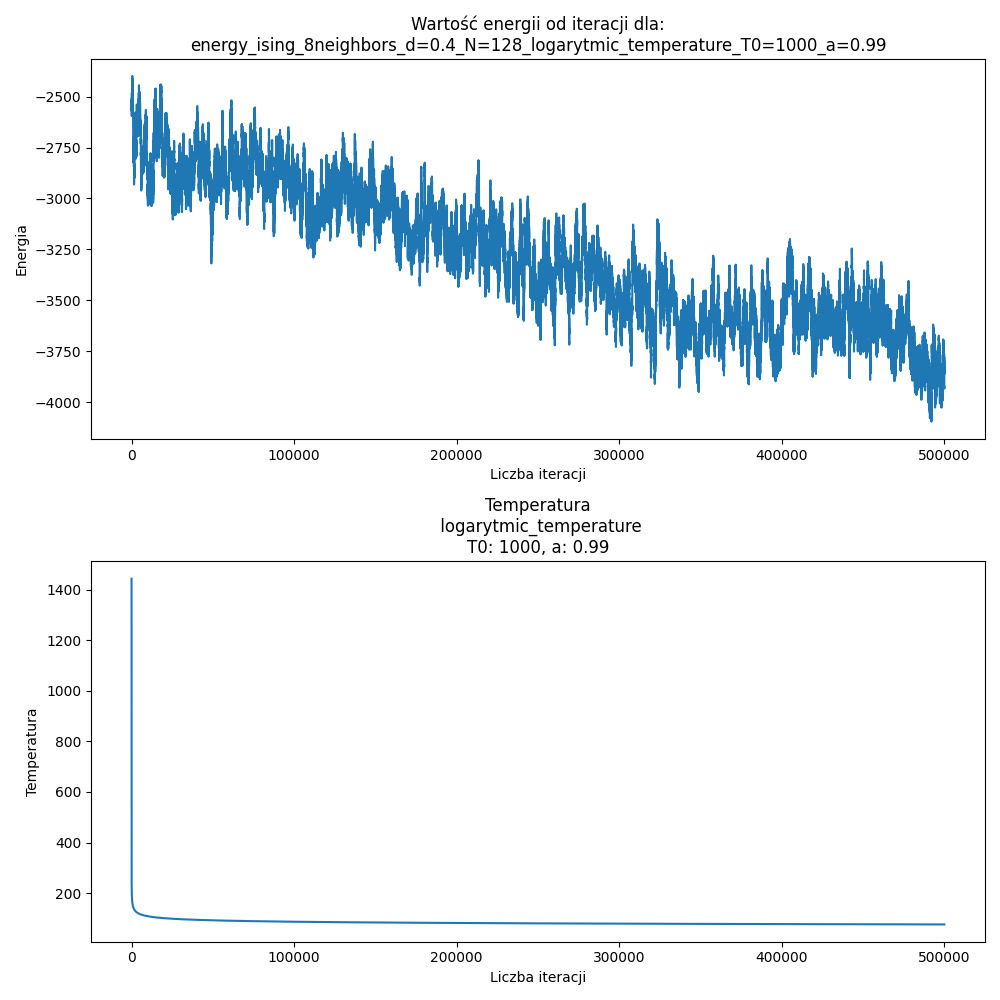 Wartość energii od iteracji dla:
energy_ising_8neighbors_d=0.4_N=128_logarytmic_temperature_T0=1000_a=0.99
−2500
−2750
−3000
−3250
−3500
−3750
−4000
Energia
0 100000 200000 300000 400000 500000
Liczba iteracji
Temperatura
logarytmic_temperature
T0: 1000, a: 0.99
1400
1200
1000
800
600
400
200
Temperatura
0 100000 200000 300000 400000 500000
Liczba iteracji